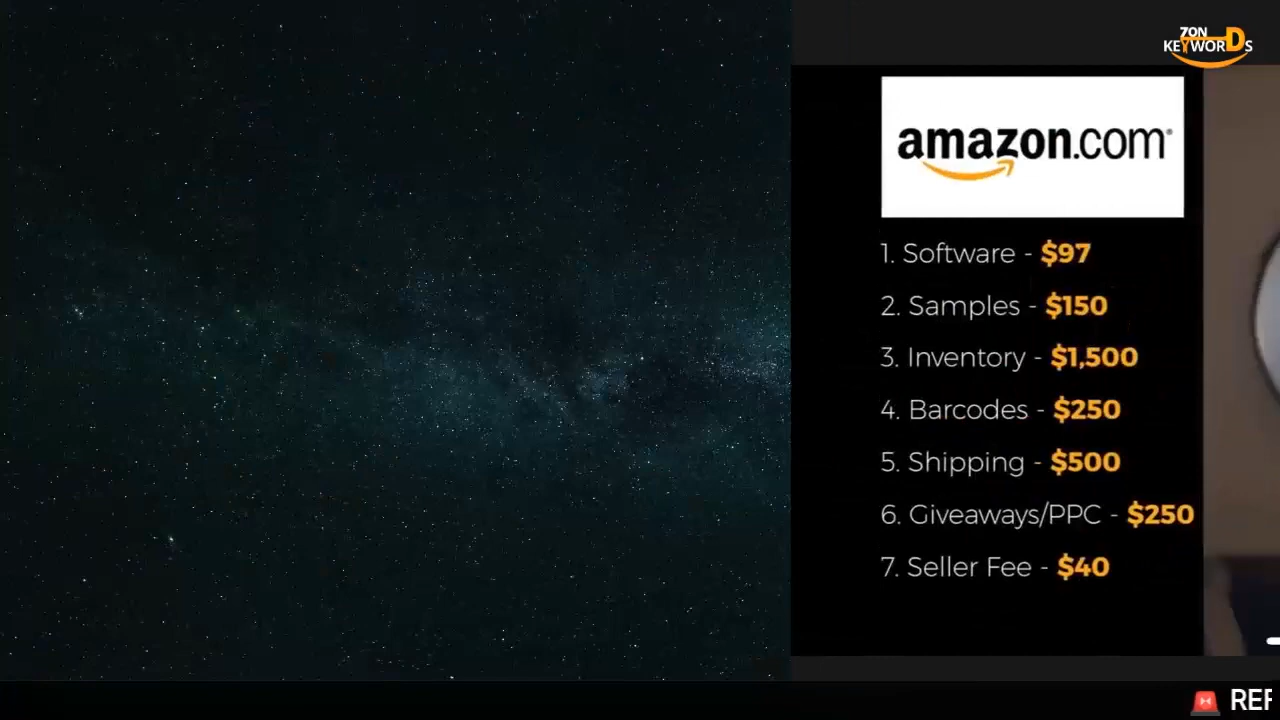 ZON
KEYWORDS
amazon.com
1. Software - $97
2. Samples - $150
3. Inventory - $1,500
4. Barcodes - $250
5. Shipping - $500
6. Giveaways/PPC - $250
7. Seller Fee - $40